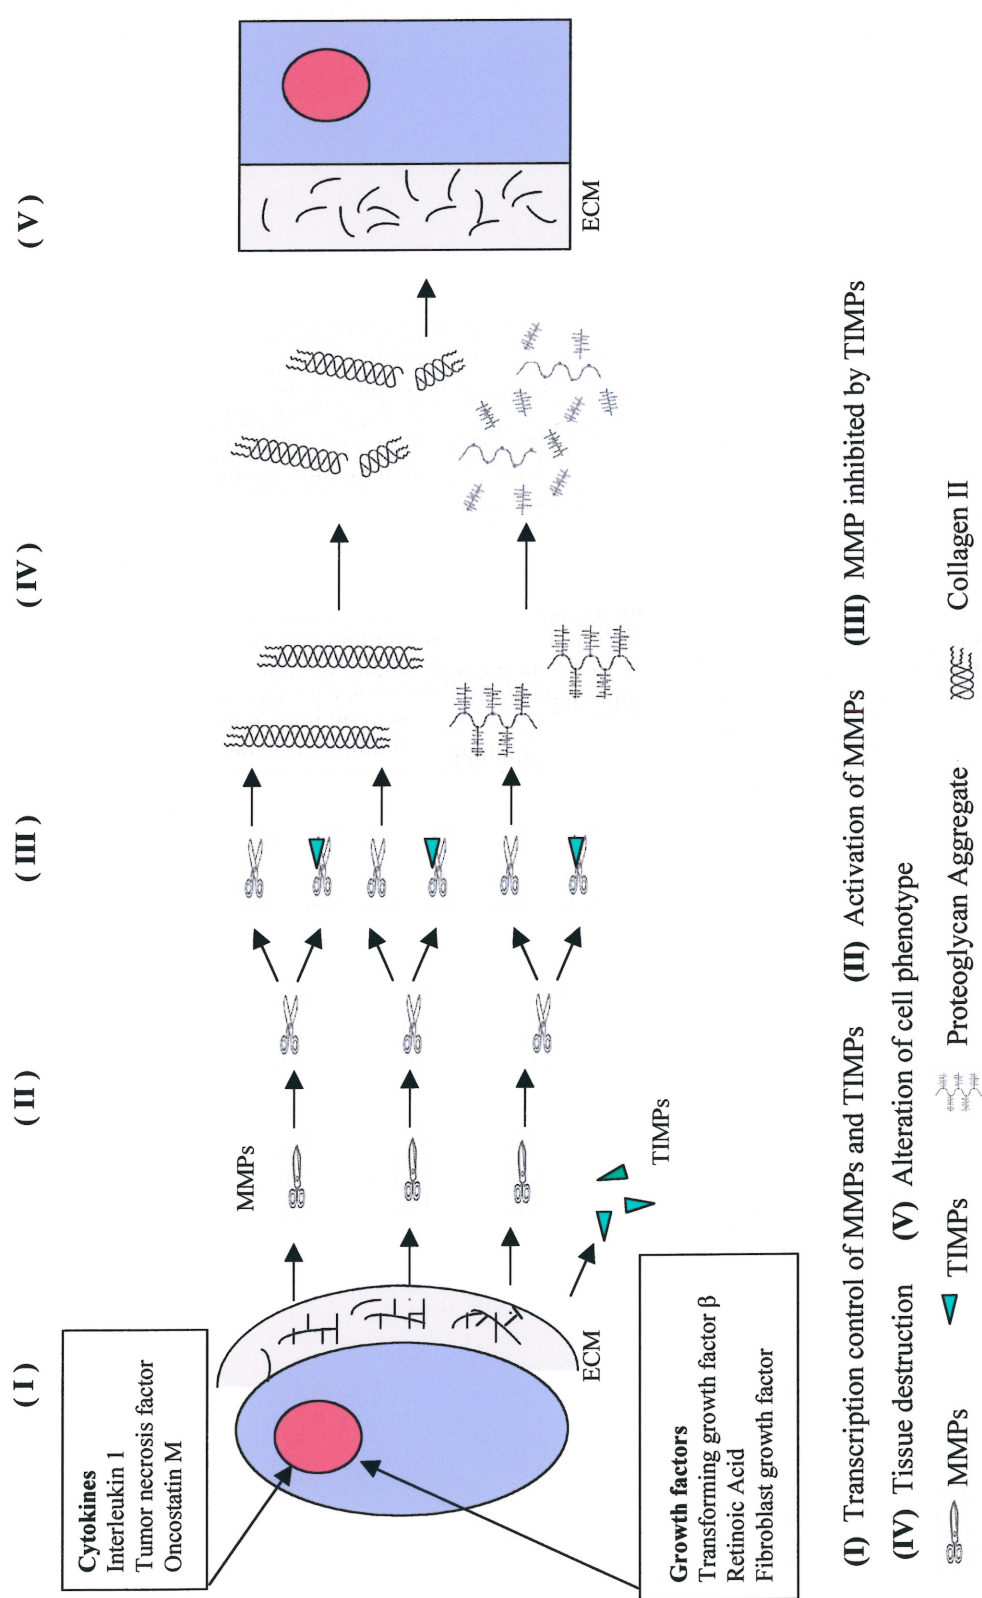 (I)
(II)
(III)
(IV)
(V)
Cytokines
Interleukin 1
Tumor necrosis factor
Oncostatin M
Growth factors
Transforming growth factor β
Retinoic Acid
Fibroblast growth factor
ECM
MMPs
TIMPs
ECM
(I) Transcription control of MMPs and TIMPs (II) Activation of MMPs (III) MMP inhibited by TIMPs
(IV) Tissue destruction (V) Alteration of cell phenotype
MMPs TIMPs Proteoglycan Aggregate Collagen II